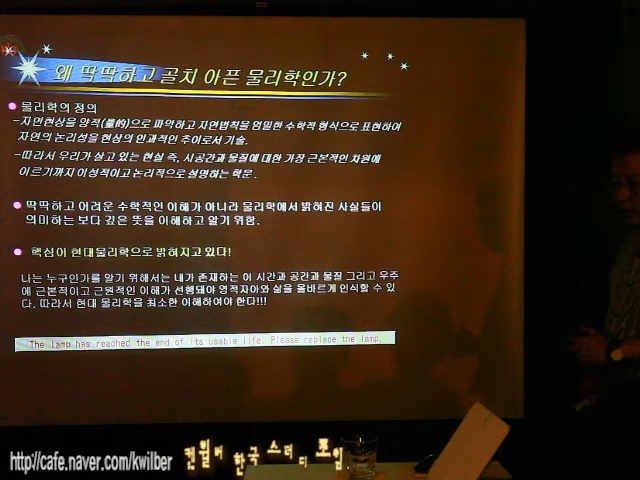 왜 딱딱하고 골치 아픈 물리학인가?
물리학의 정의
-자연현상을 양적(量的)으로 파악하고 자연법칙을 엄밀한 수학적 형식으로 표현하여
자연의 논리성을 현상의 인과적인 추이로서 기술.
-따라서 우리가 살고 있는 현실 즉, 시공간과 물질에 대한 가장 근본적인 차원에
이르기까지 이성적이고 논리적으로 설명하는 학문.
딱딱하고 어려운 수학적인 이해가 아니라 물리학에서 밝혀진 사실들이
의미하는 보다 깊은 뜻을 이해하고 알기 위함.
핵심이 현대물리학으로 밝혀지고 있다!
나는 누구인가를 알기 위해서는 내가 존재하는 이 시간과 공간과 물질 그리고 우주
에 근본적이고 근원적인 이해가 선행돼야 영적자아와 삶을 올바르게 인식할 수 있
다. 따라서 현대 물리학을 최소한 이해하여야 한다!!!
The lamp has reached the end of its usable life. Please replace the lamp.
http://cafe.naver.com/kwilber 켄윌버 한국 스터디 모임.